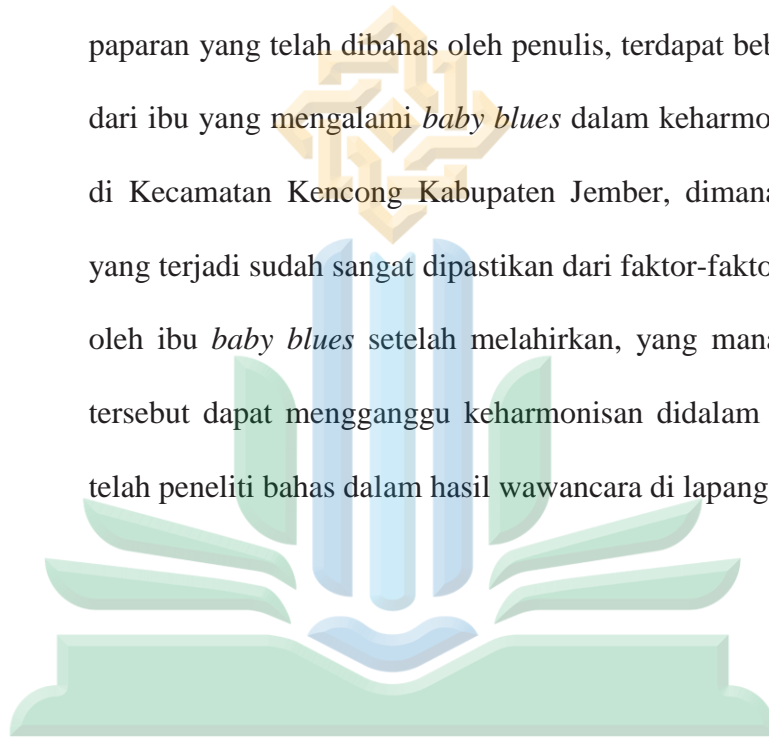 paparan yang telah dibahas oleh penulis, terdapat beb
dari ibu yang mengalami baby blues dalam keharmo
di Kecamatan Kencong Kabupaten Jember, dimana
yang terjadi sudah sangat dipastikan dari faktor-fakto
oleh ibu baby blues setelah melahirkan, yang mana
tersebut dapat mengganggu keharmonisan didalam
telah peneliti bahas dalam hasil wawancara di lapang